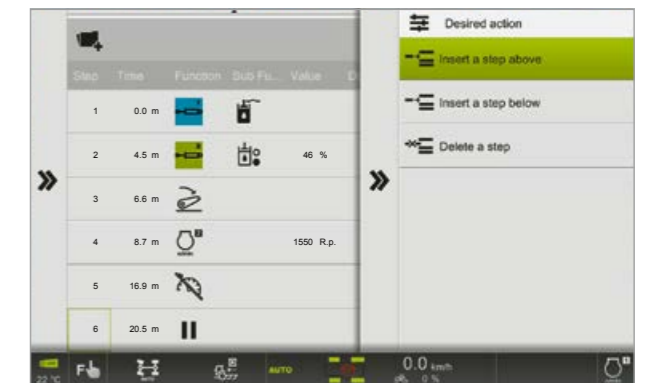 Desired action
Insert a step above
Step Time Function Sub Fu... Value D
1 0.0 m
Insert a step below
2 4.5 m 46 %
Delete a step
3 6.6 m
4 8.7 m 1550 R.p.
5 16.9 m
6 20.5 m
F AUTO AUTO 0.0 km/h
22 °C 0 %